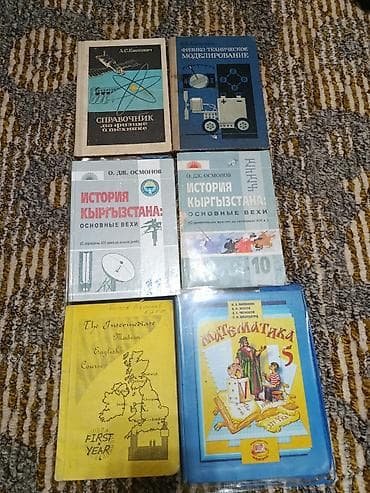 А.С. Енохович
СПРАВОЧНИК
по физике
и технике
ФИЗИКО-ТЕХНИЧЕСКОЕ
МОДЕЛИРОВАНИЕ
О. ДЖ. ОСМОНОВ
ИСТОРИЯ
КЫРГЫЗСТАНА:
ОСНОВНЫЕ ВЕХИ
О. ДЖ. ОСМОНОВ
ИСТОРИЯ
КЫРГЫЗСТАНА:
ОСНОВНЫЕ ВЕХИ
10
The Intermediate
Modern
English
Course
FIRST
YEAR
МАТЕМАТИКА
5